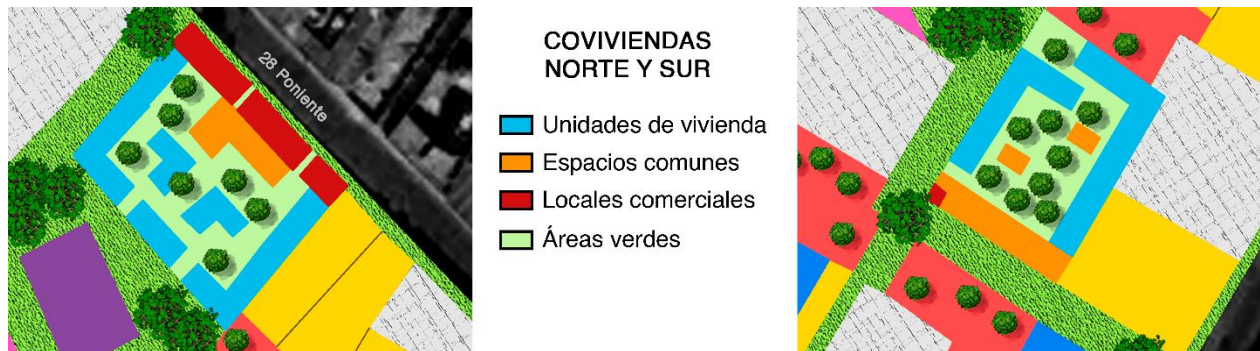 28 Poniente
COVIVIENDAS
NORTE Y SUR
Unidades de vivienda
Espacios comunes
Locales comerciales
Áreas verdes